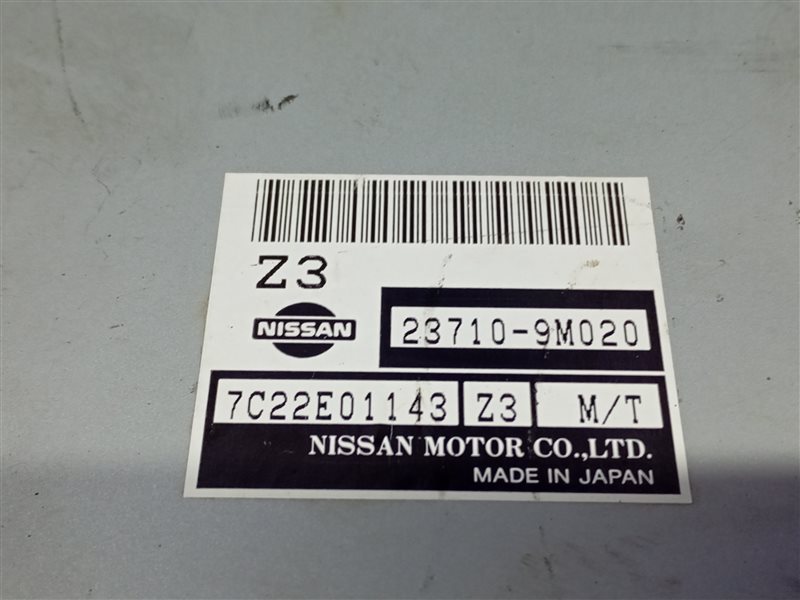 Z3
NISSAN
23710-9M020
7C22E01143 Z3 M/T
NISSAN MOTOR CO.,LTD.
MADE IN JAPAN